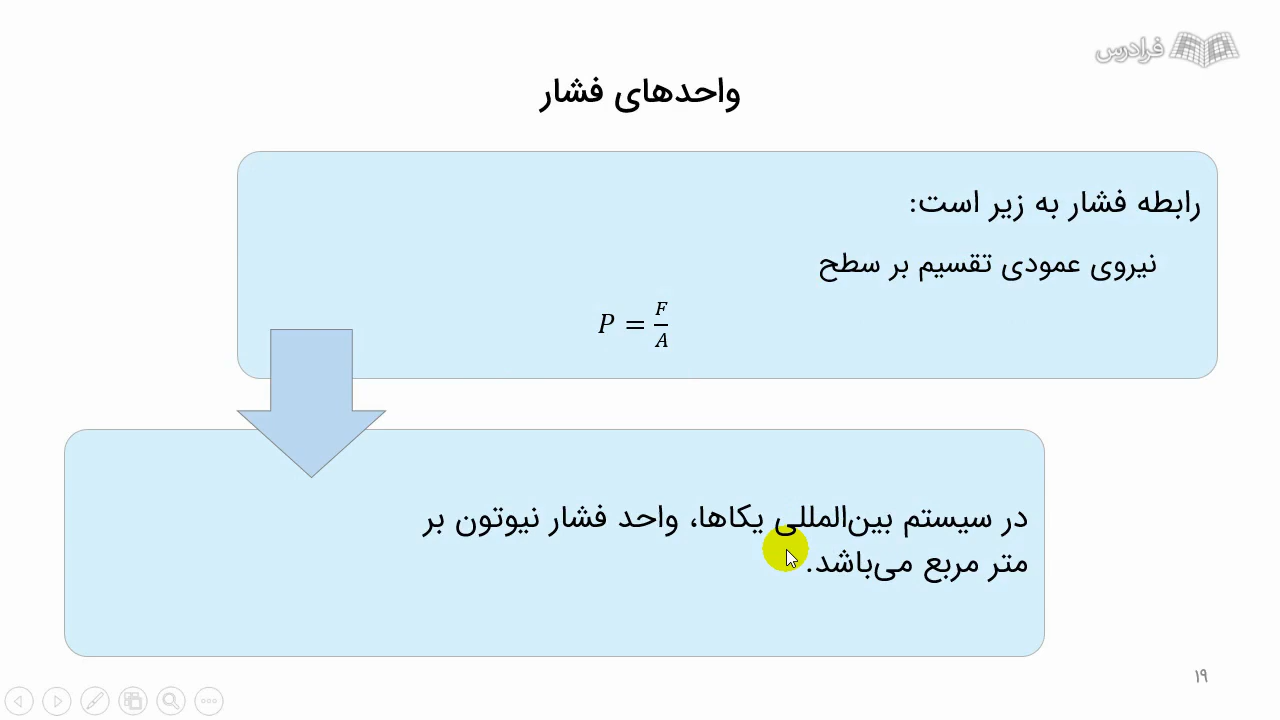 فرادرس
واحدهای فشار
رابطه فشار به زیر است:
نیروی عمودی تقسیم بر سطح
P = F/A
در سیستم بین‌المللی یکاها، واحد فشار نیوتون بر
متر مربع می‌باشد.
۱۹